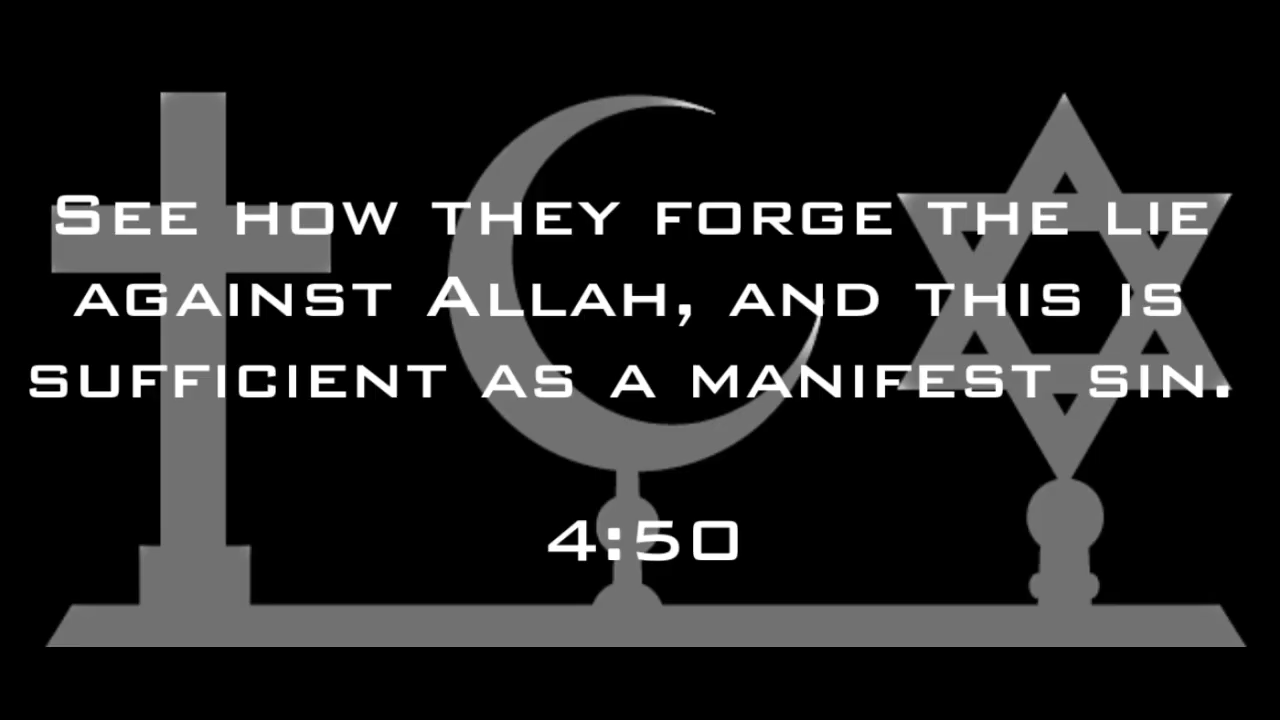 See how they forge the lie
against Allah, and this is
sufficient as a manifest sin.
4:50